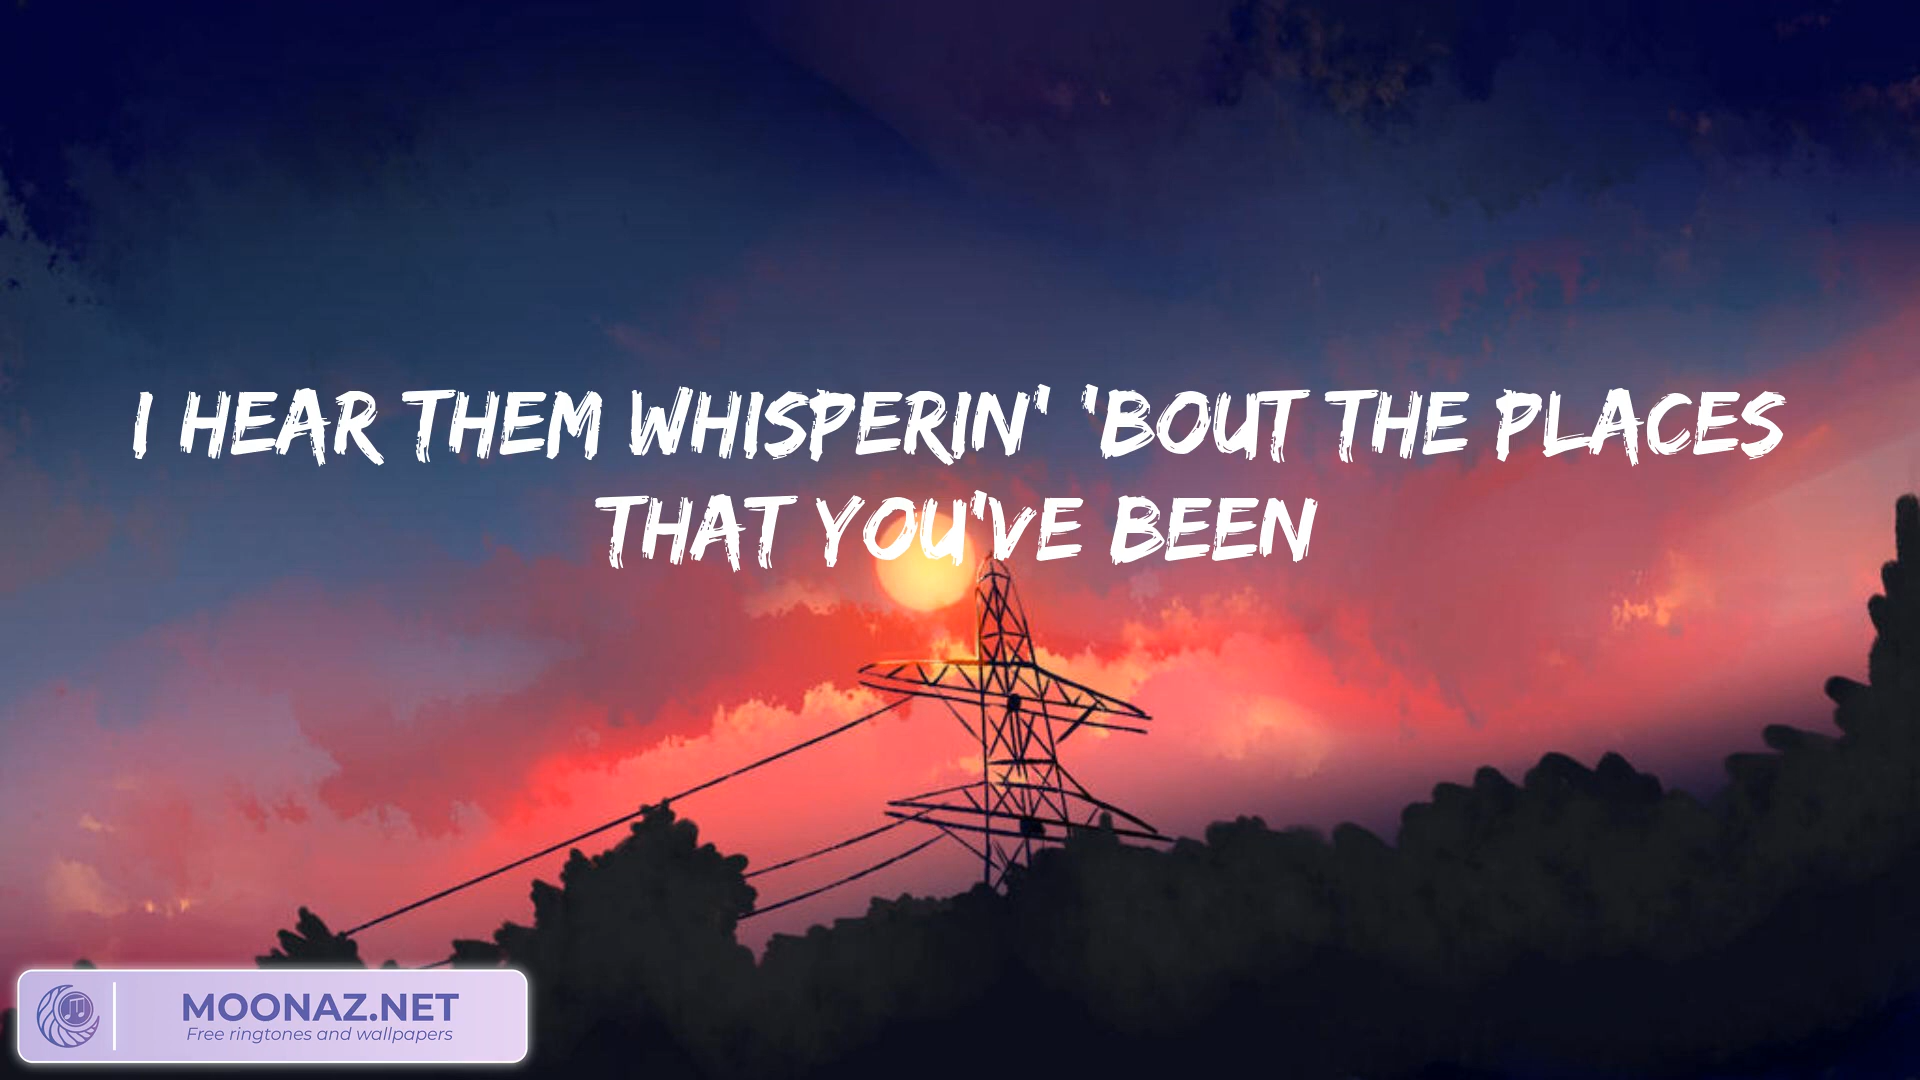 I HEAR THEM WHISPERIN' 'BOUT THE PLACES
THAT YOU'VE BEEN
MOONAZ.NET
Free ringtones and wallpapers